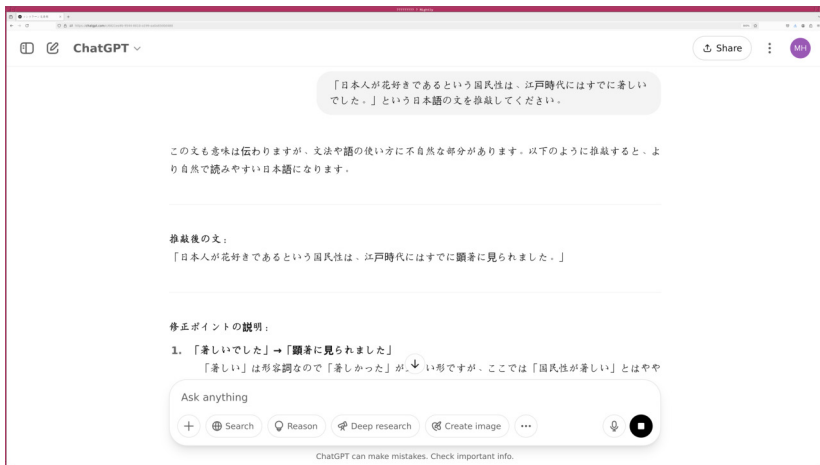 ChatGPT
Share
MH
「日本人が花好きであるという国民性は、江戸時代にはすでに著しい
でした。」という日本語の文を推敲してください。
この文も意味は伝わりますが、文法や語の使い方に不自然な部分があります。以下のように推敲すると、よ
り自然で読みやすい日本語になります。
推敲後の文：
「日本人が花好きであるという国民性は、江戸時代にはすでに顕著に見られました。」
修正ポイントの説明：
1. 「著しいでした」→「顕著に見られました」
「著しい」は形容詞なので「著しかった」が い形ですが、ここでは「国民性が著しい」とはやや
Ask anything
Search
Reason
Deep research
Create image
ChatGPT can make mistakes. Check important info.